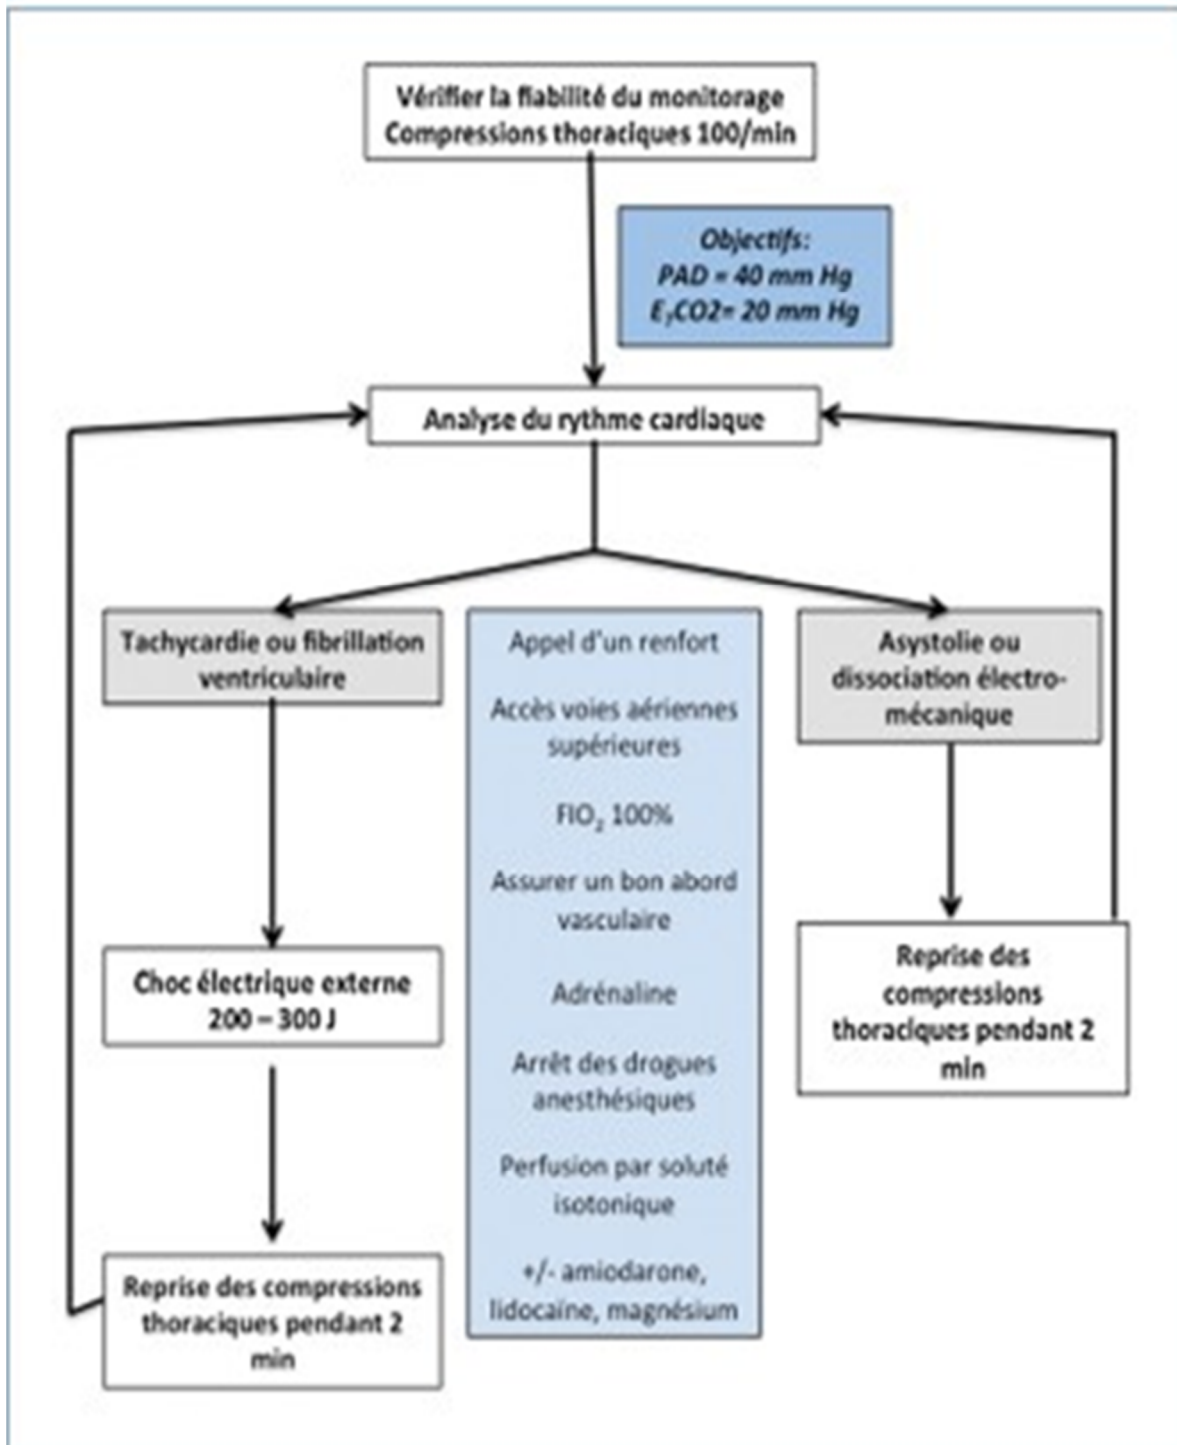 Vérifier la fiabilité du monitorage
Compressions thoraciques 100/min
Objectifs:
PAD = 40 mm Hg
ETCO2= 20 mm Hg
Analyse du rythme cardiaque
Tachycardie ou fibrillation
ventriculaire
Choc électrique externe
200 – 300 J
Reprise des compressions
thoraciques pendant 2
min
Appel d'un renfort
Accès voies aériennes
supérieures
FIO₂ 100%
Assurer un bon abord
vasculaire
Adrénaline
Arrêt des drogues
anesthésiques
Perfusion par soluté
isotonique
+/- amiodarone,
lidocaïne, magnésium
Asystolie ou
dissociation électro-
mécanique
Reprise des
compressions
thoraciques pendant 2
min